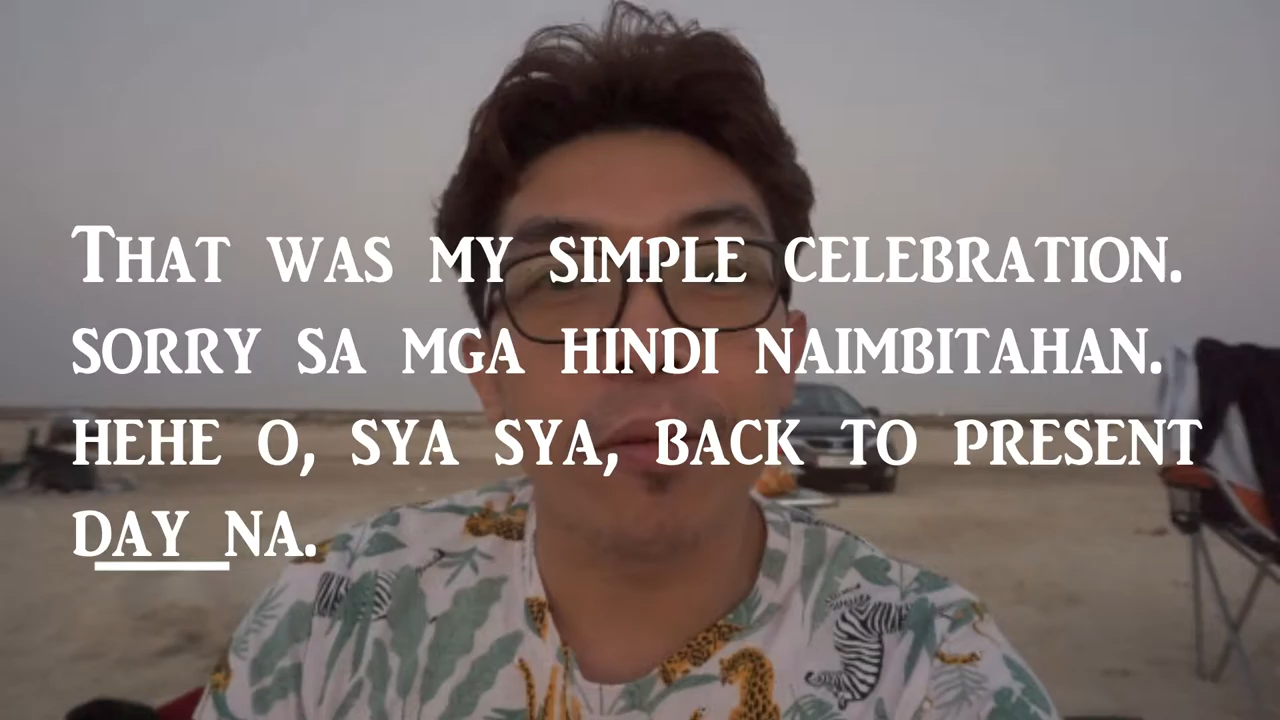 That was my simple celebration.
sorry sa mga hindi naimbitahan.
hehe o, sya sya, back to present
day na.